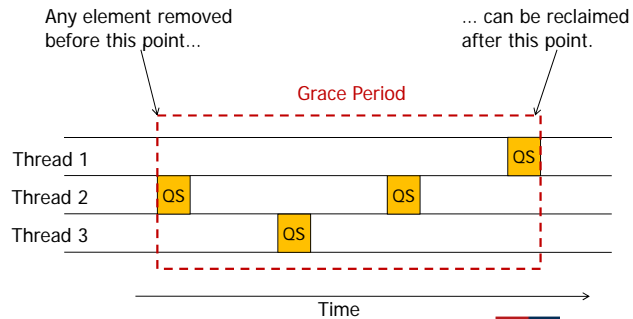 Any element removed
before this point...
... can be reclaimed
after this point.
Grace Period
Thread 1
QS
Thread 2
QS
QS
Thread 3
QS
Time